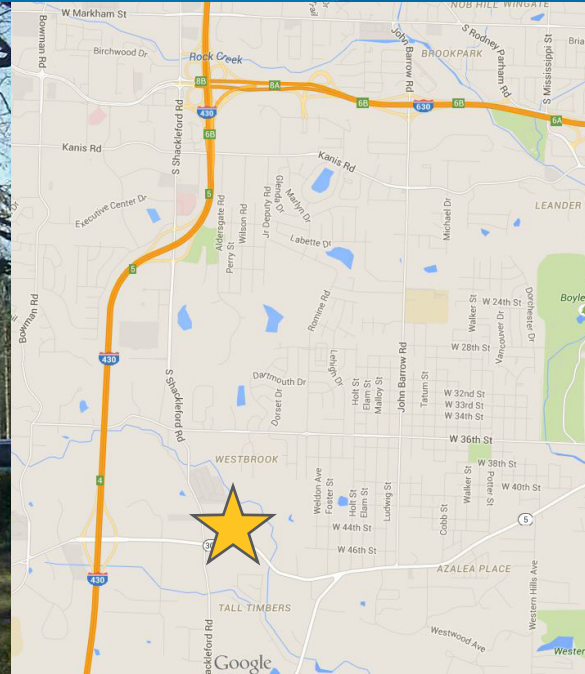 NOB HILL WINGATE
W Markham St
Bowman Rd
Birchwood Dr
Rock Creek
John Barrow Rd
S Rodney Parham Rd
BROOKPARK
S Mississippi St
8B
8A
430
6B
6B
630
6B
6A
S Shackleford Rd
Kanis Rd
Kanis Rd
5
Executive Center Dr
Aldersgate Rd
Perry St
Wilson Rd
Jr Deputy Rd
Glenda Dr
Marlyn Dr
Labette Dr
Michael Dr
LEANDER
5
Bowman Rd
Romine Rd
Walker St
W 24th St
Vancouver Dr
Dorchester Dr
Boyle
W 28th St
430
S Shackleford Rd
Dartmouth Dr
Dorset Dr
Lehigh Dr
Holt St
Elam St
Malloy St
John Barrow Rd
Tatum St
W 32nd St
W 33rd St
W 34th St
W 36th St
WESTBROOK
4
Weldon Ave
Foster St
Holt St
Elam St
Ludwig St
W 38th St
Walker St
Potter St
W 40th St
Cobb St
5
W 44th St
W 46th St
430
AZALEA PLACE
Western Hills Ave
TALL TIMBERS
Westwood Ave
ackleford Rd
Google
Wester